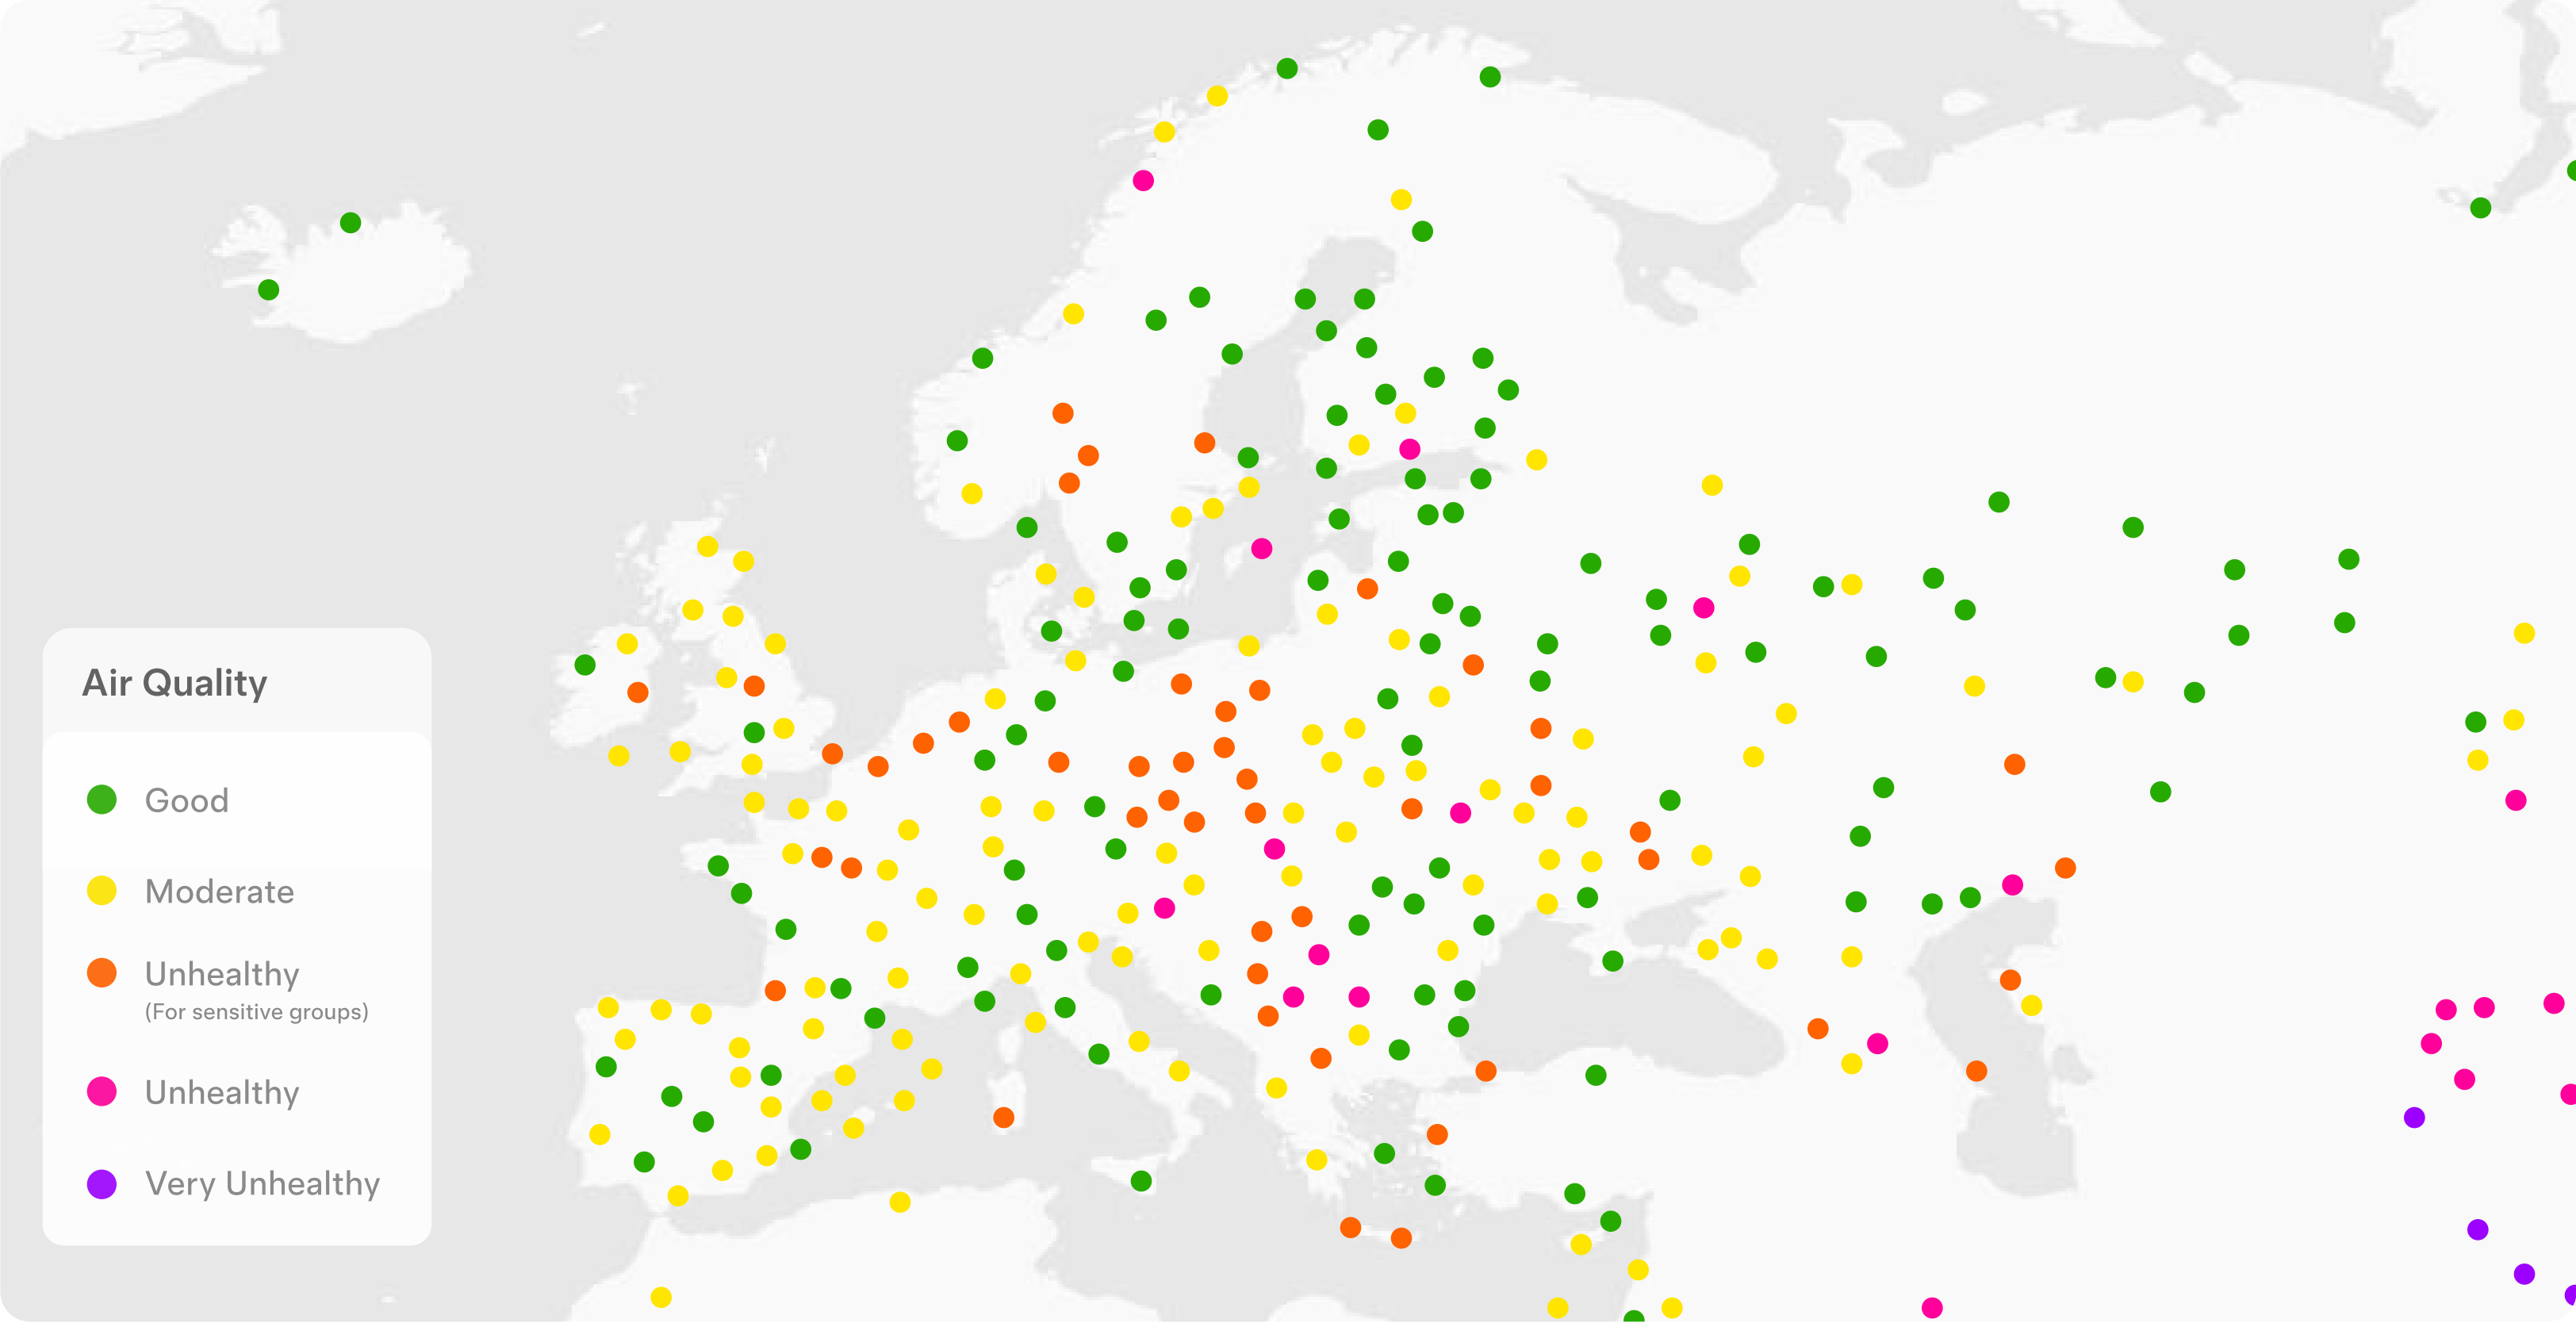 Air Quality
Good
Moderate
Unhealthy
(For sensitive groups)
Unhealthy
Very Unhealthy